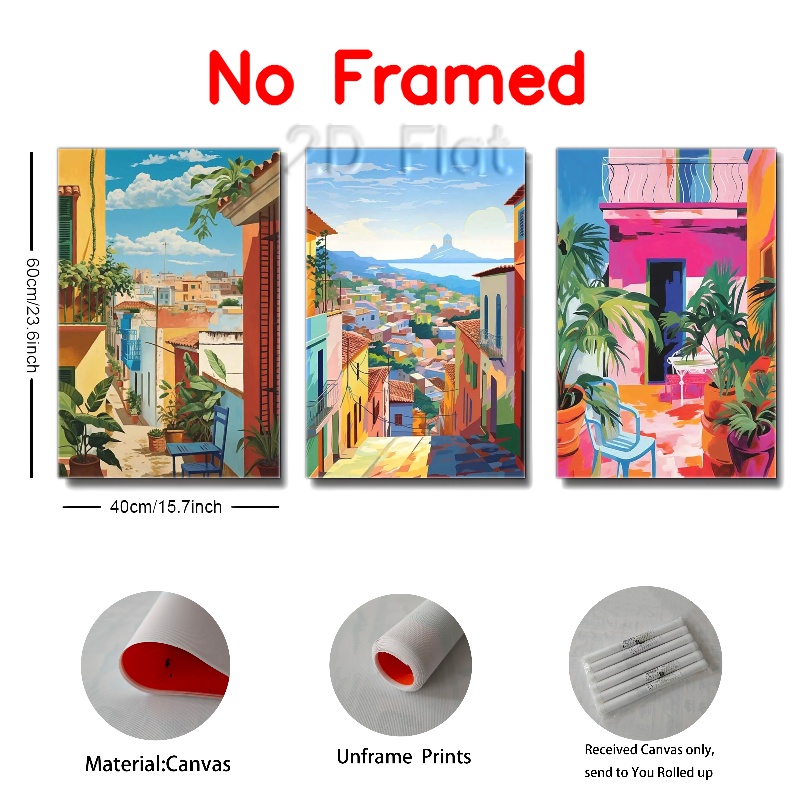 No Framed
2D Flat
60cm/23.6inch
40cm/15.7inch
Material:Canvas
Unframe Prints
Received Canvas only,
send to You Rolled up